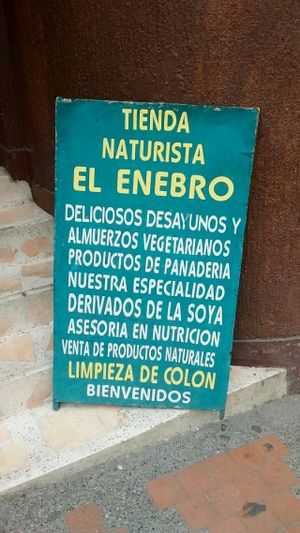 TIENDA
NATURISTA
EL ENEBRO
DELICIOSOS DESAYUNOS Y
ALMUERZOS VEGETARIANOS
PRODUCTOS DE PANADERIA
NUESTRA ESPECIALIDAD
DERIVADOS DE LA SOYA
ASESORIA EN NUTRICION
VENTA DE PRODUCTOS NATURALES
LIMPIEZA DE COLON
BIENVENIDOS